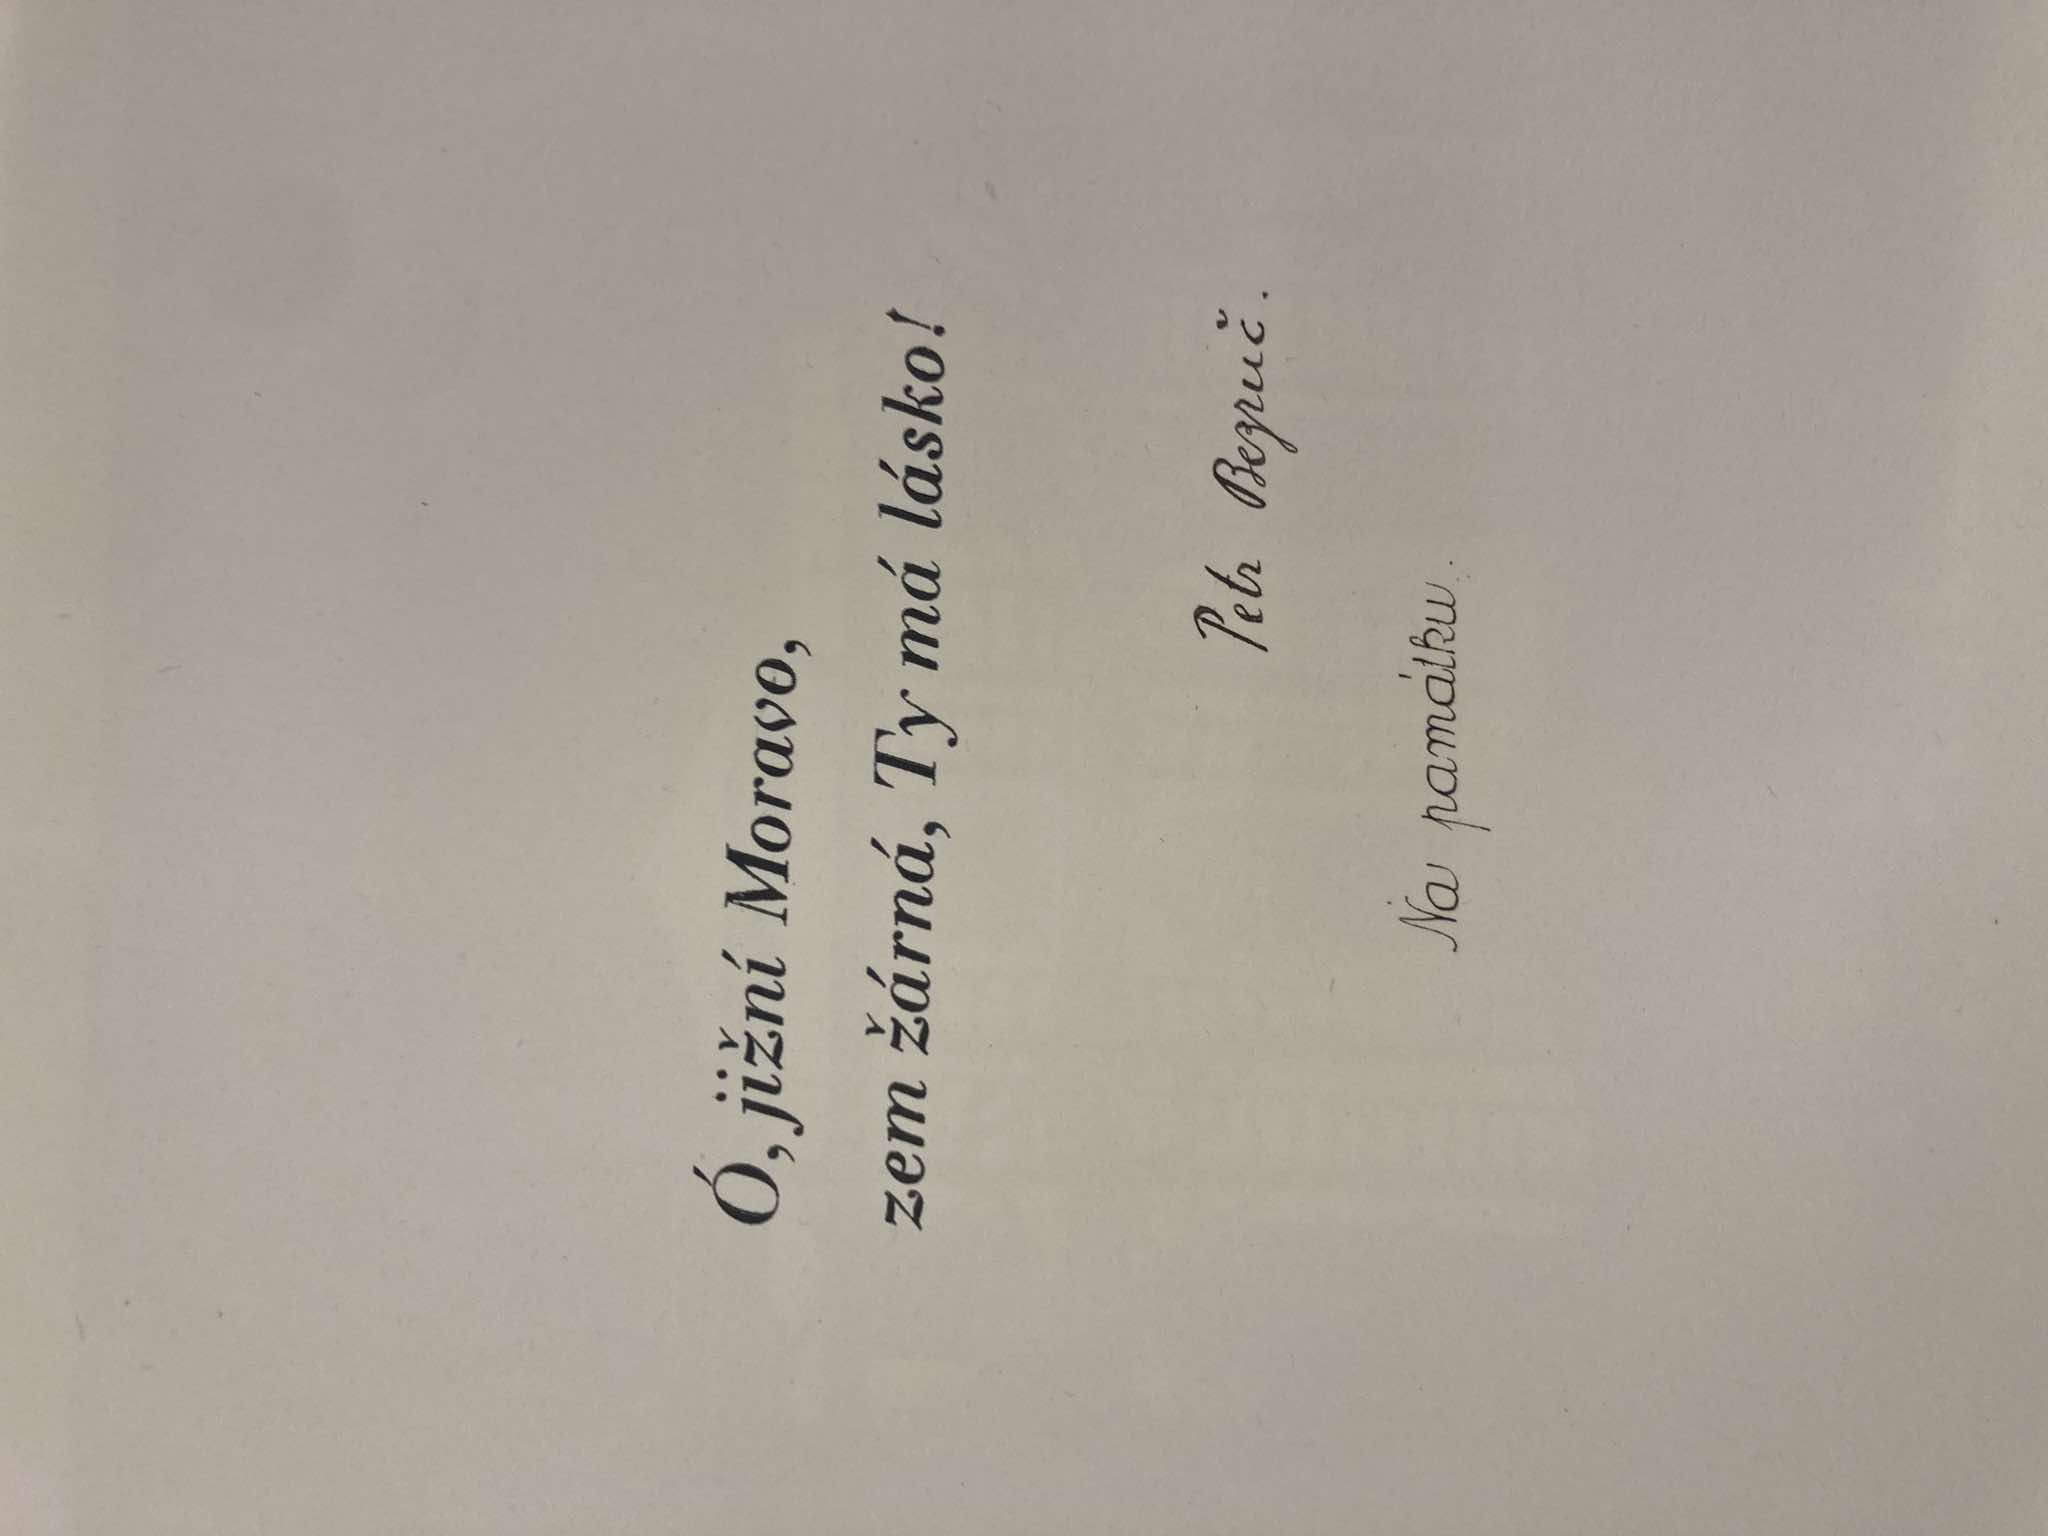 Ó, jižní Moravo,
zem žárná, Ty má lásko!
Petr Bezruč.
Na památku.